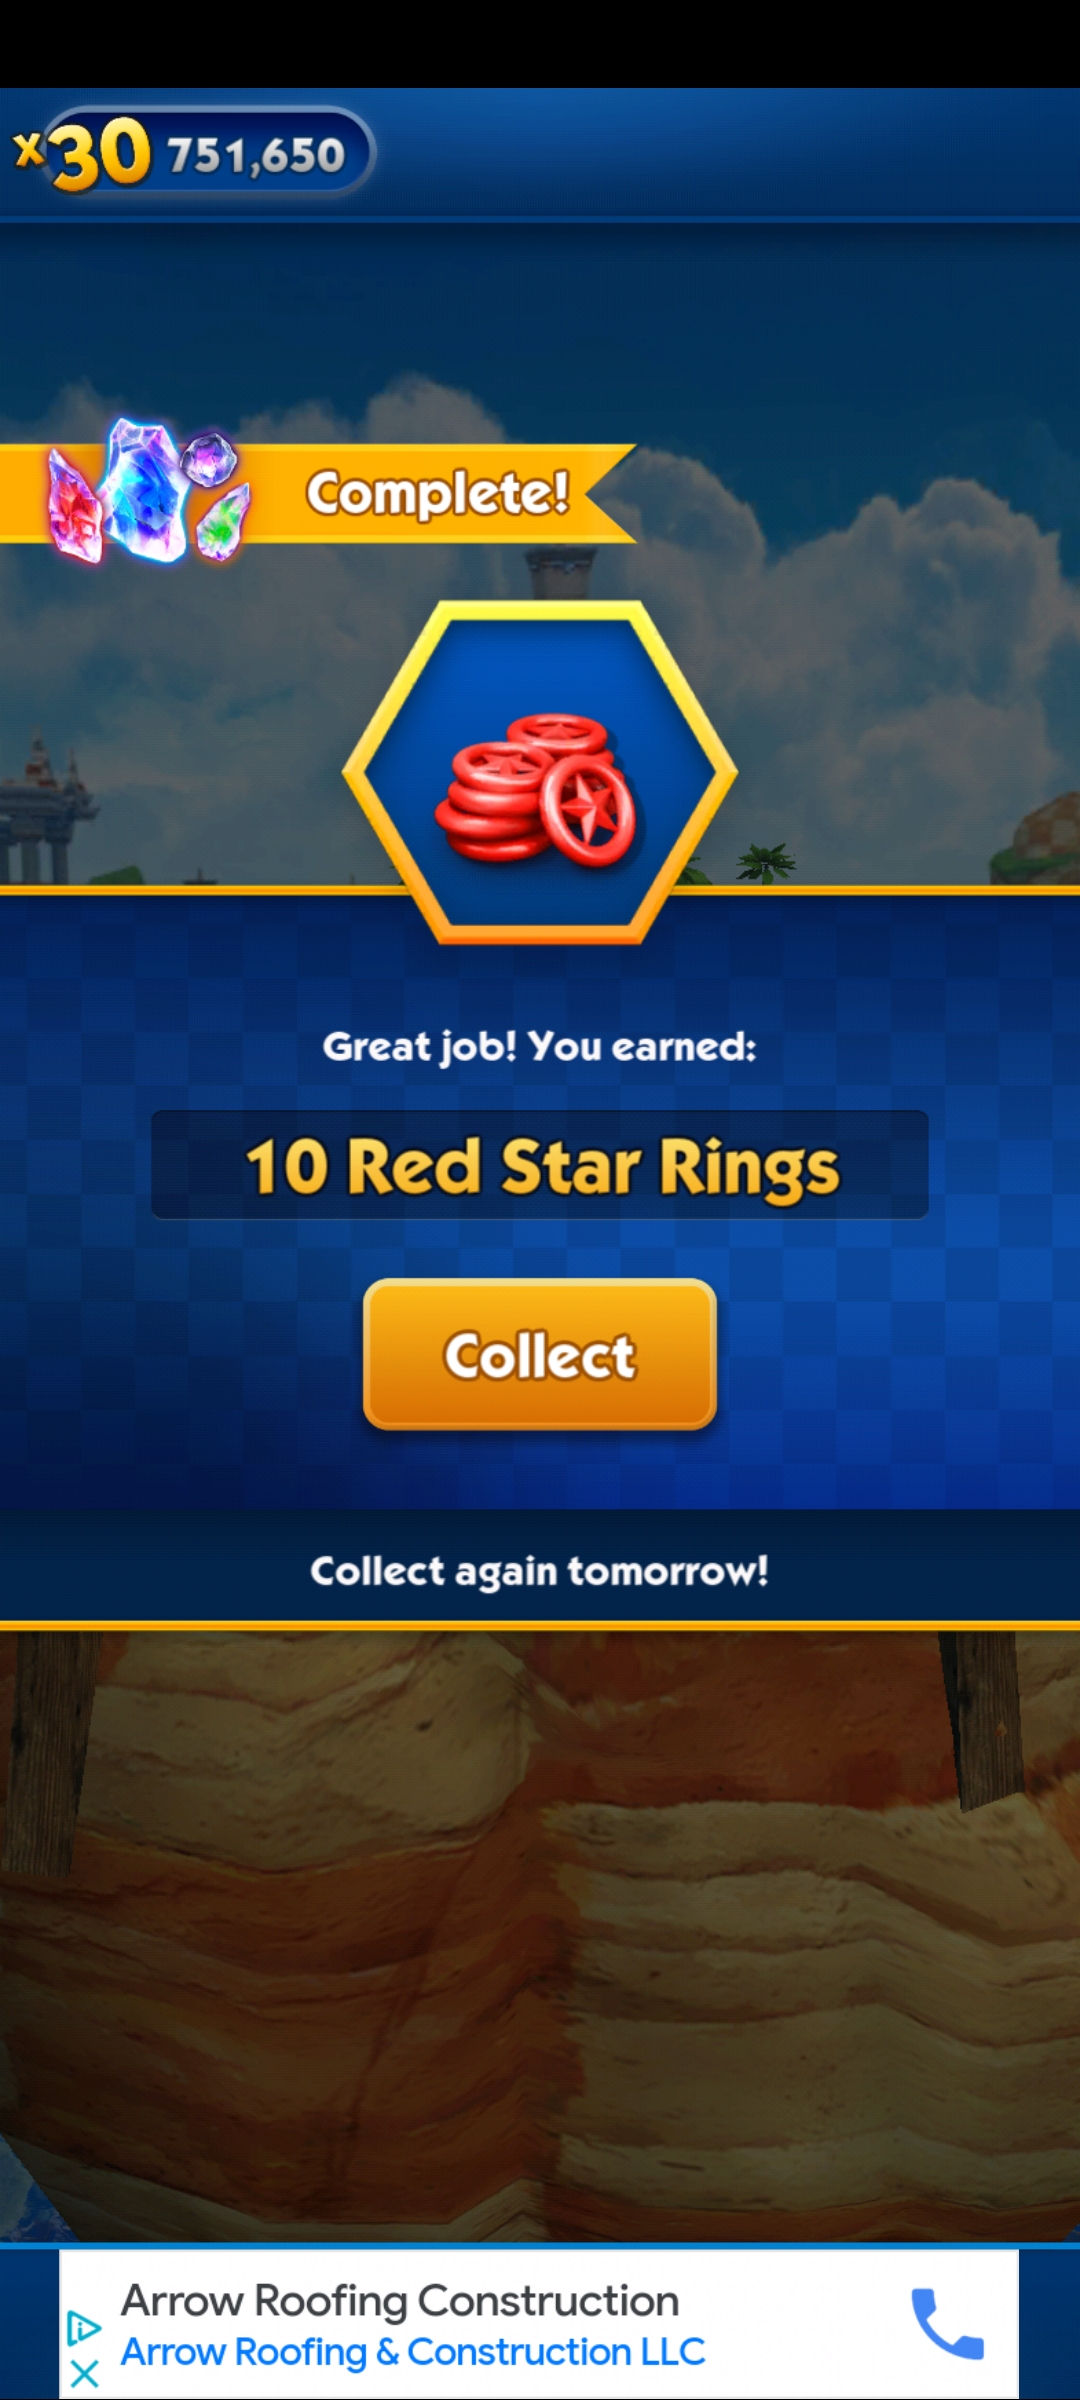 x30 751,650
Complete!
Great job! You earned:
10 Red Star Rings
Collect
Collect again tomorrow!
Arrow Roofing Construction
Arrow Roofing & Construction LLC